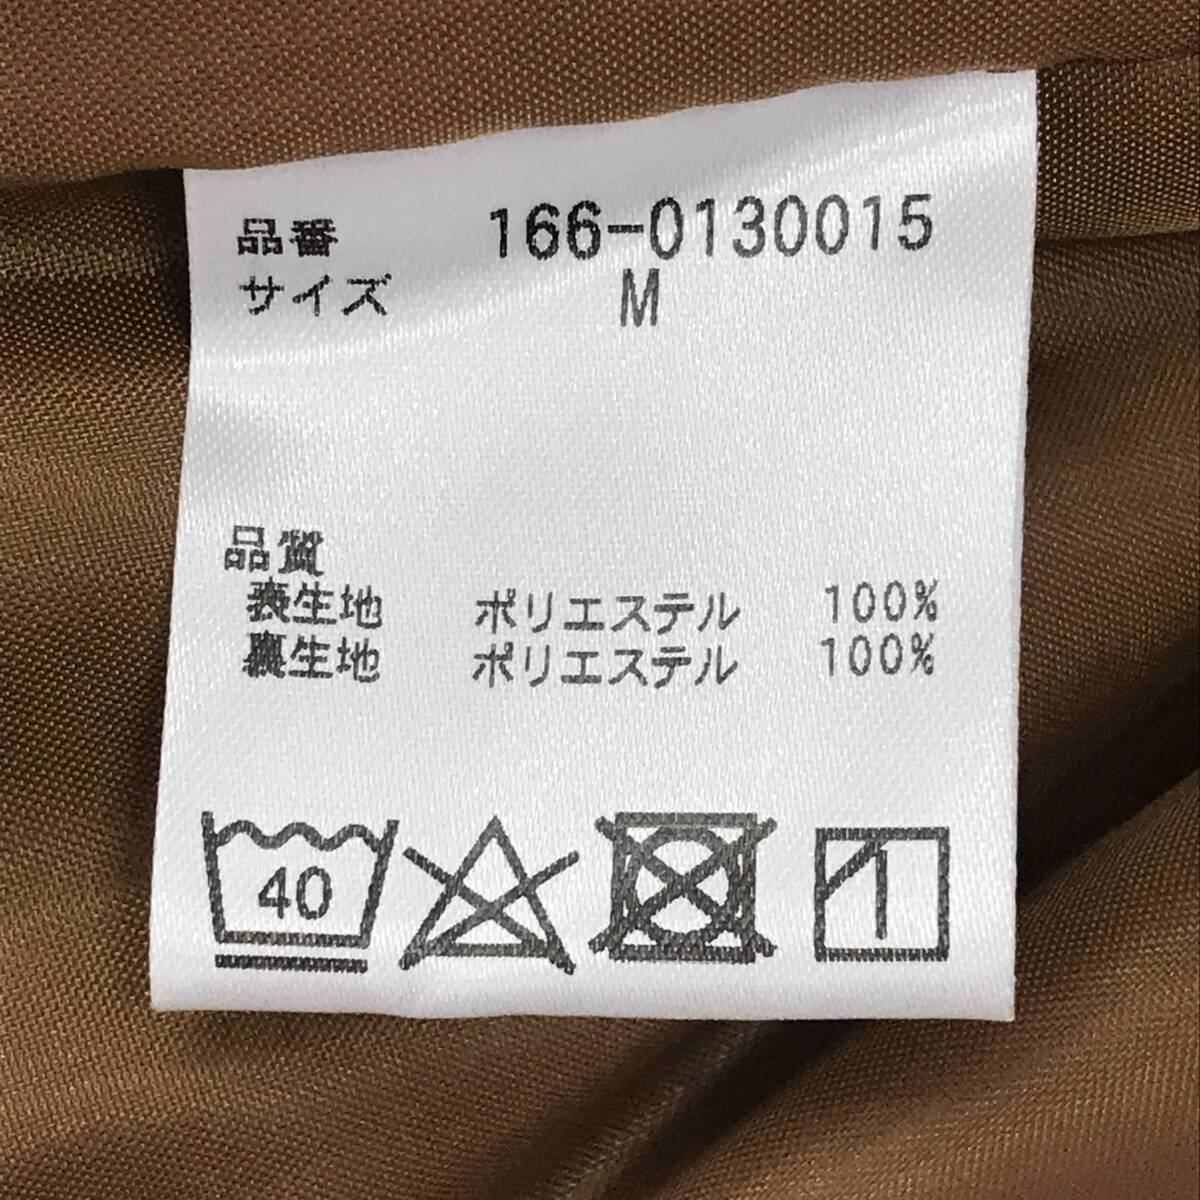 品番 166-0130015
サイズ M
品質
表生地 ポリエステル 100%
裏生地 ポリエステル 100%
40